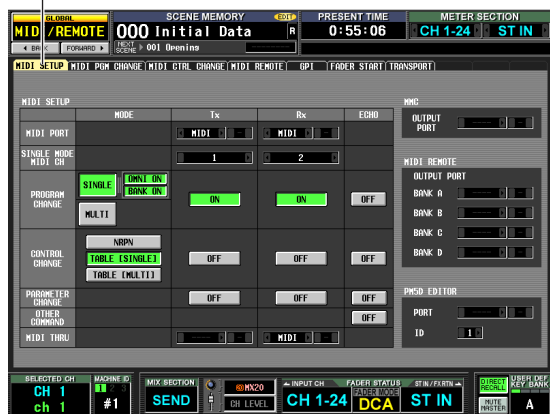 GLOBAL
MIDI/REMOTE
BACK
FORWARD
SCENE MEMORY
EDIT
000 Initial Data
R
NEXT SCENE
001 Opening
PRESENT TIME
0:55:06
METER SECTION
CH 1-24
ST IN
MIDI SETUP
MIDI PGM CHANGE
MIDI CTRL CHANGE
MIDI REMOTE
GPI
FADER START
TRANSPORT
MIDI SETUP
MODE
Tx
Rx
ECHO
MIDI PORT
MIDI
-
MIDI
-
SINGLE MODE
MIDI CH
1
2
PROGRAM
CHANGE
SINGLE
OMNI ON
BANK ON
MULTI
ON
ON
OFF
CONTROL
CHANGE
NRPN
TABLE [SINGLE]
TABLE [MULTI]
OFF
OFF
OFF
PARAMETER
CHANGE
OFF
OFF
OFF
OTHER
COMMAND
OFF
MIDI THRU
-----
-
MIDI
-
MMC
OUTPUT
PORT
-----
-
MIDI REMOTE
OUTPUT PORT
BANK A
-----
-
BANK B
-----
-
BANK C
-----
-
BANK D
-----
-
PM5D EDITOR
PORT
-----
-
ID
1
SELECTED CH
CH 1
ch 1
MACHINE ID
1 2 3 4
#1
MIX SECTION
SEND
MX20
CH LEVEL
INPUT CH
CH 1-24
FADER STATUS
FADER MODE
DCA
ST IN / FXRTN
ST IN
DIRECT
RECALL
MUTE
MASTER
USER DEF
KEY BANK
A